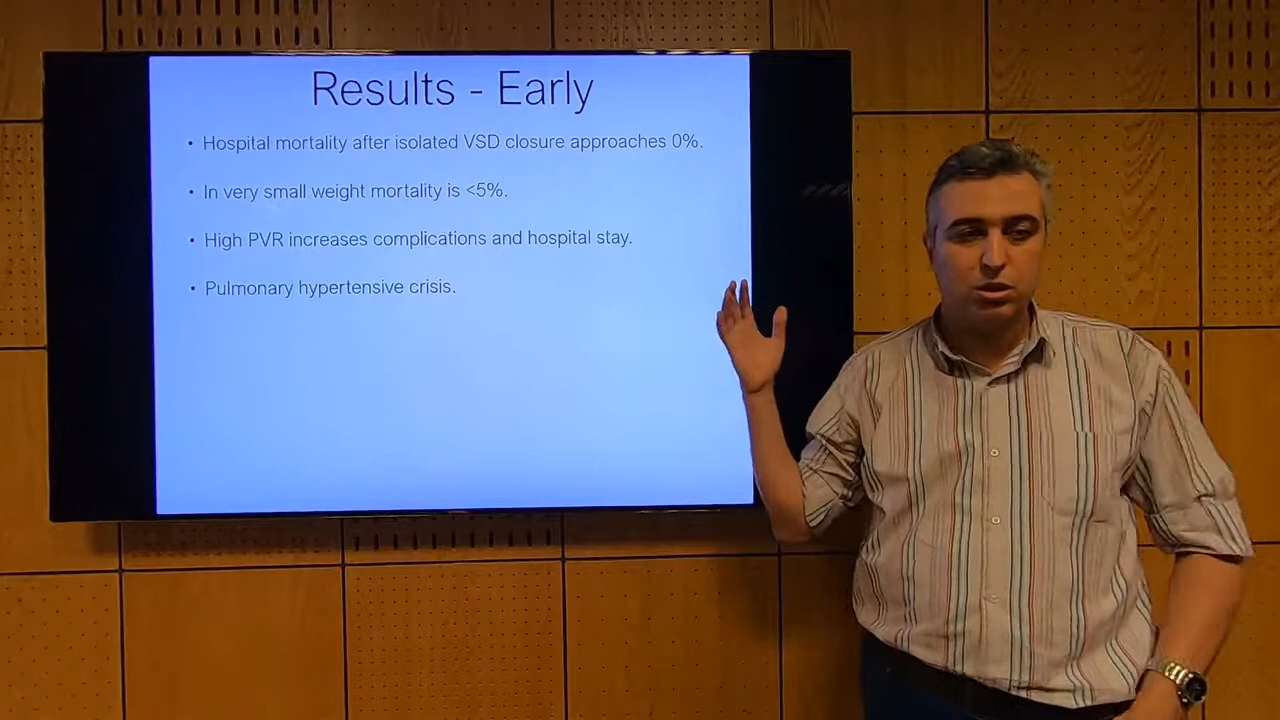 Results - Early
• Hospital mortality after isolated VSD closure approaches 0%.
• In very small weight mortality is <5%.
• High PVR increases complications and hospital stay.
• Pulmonary hypertensive crisis.